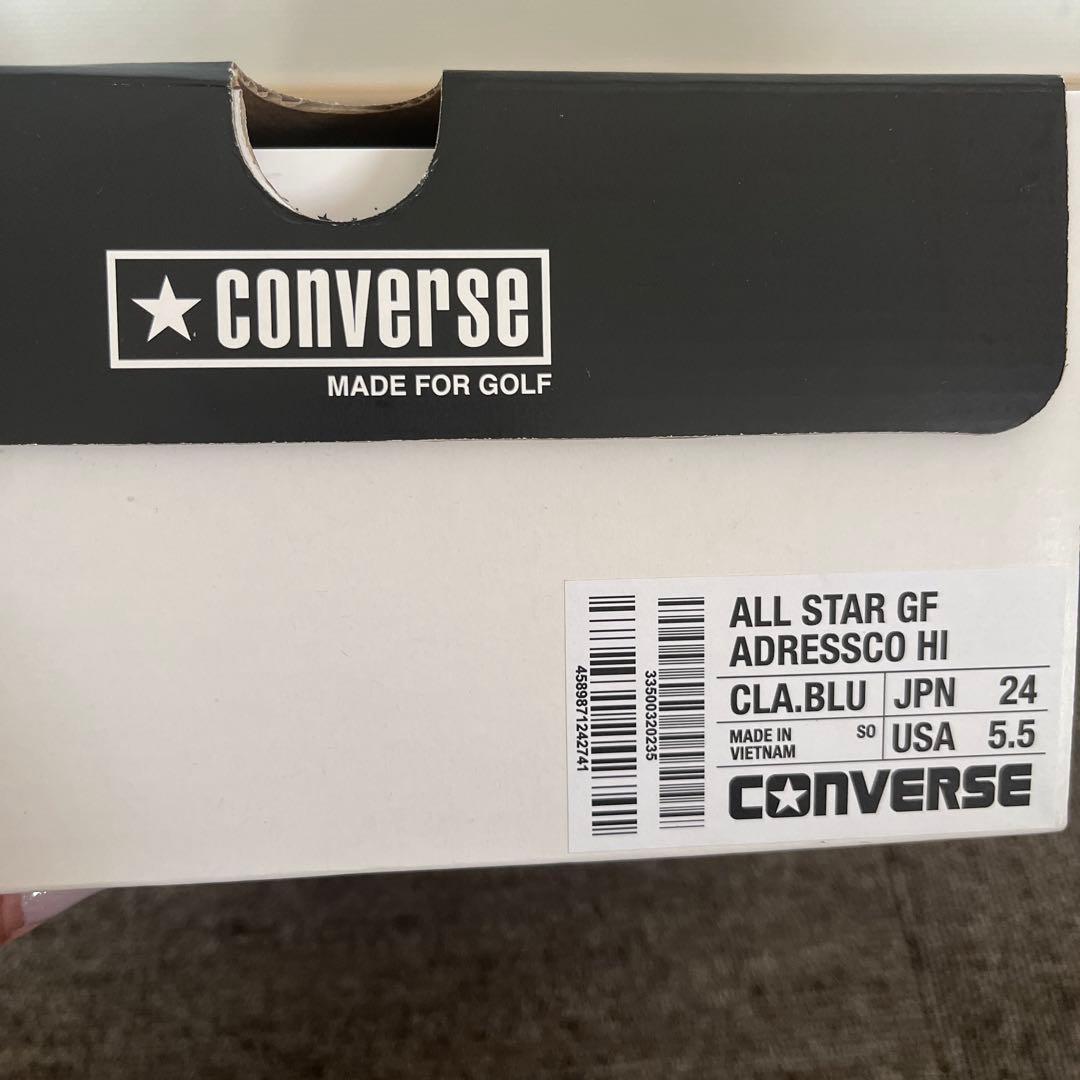 converse
MADE FOR GOLF
ALL STAR GF
ADRESSCO HI
CLA.BLU JPN 24
MADE IN VIETNAM SO USA 5.5
CONVERSE
4589871242741
33500320235